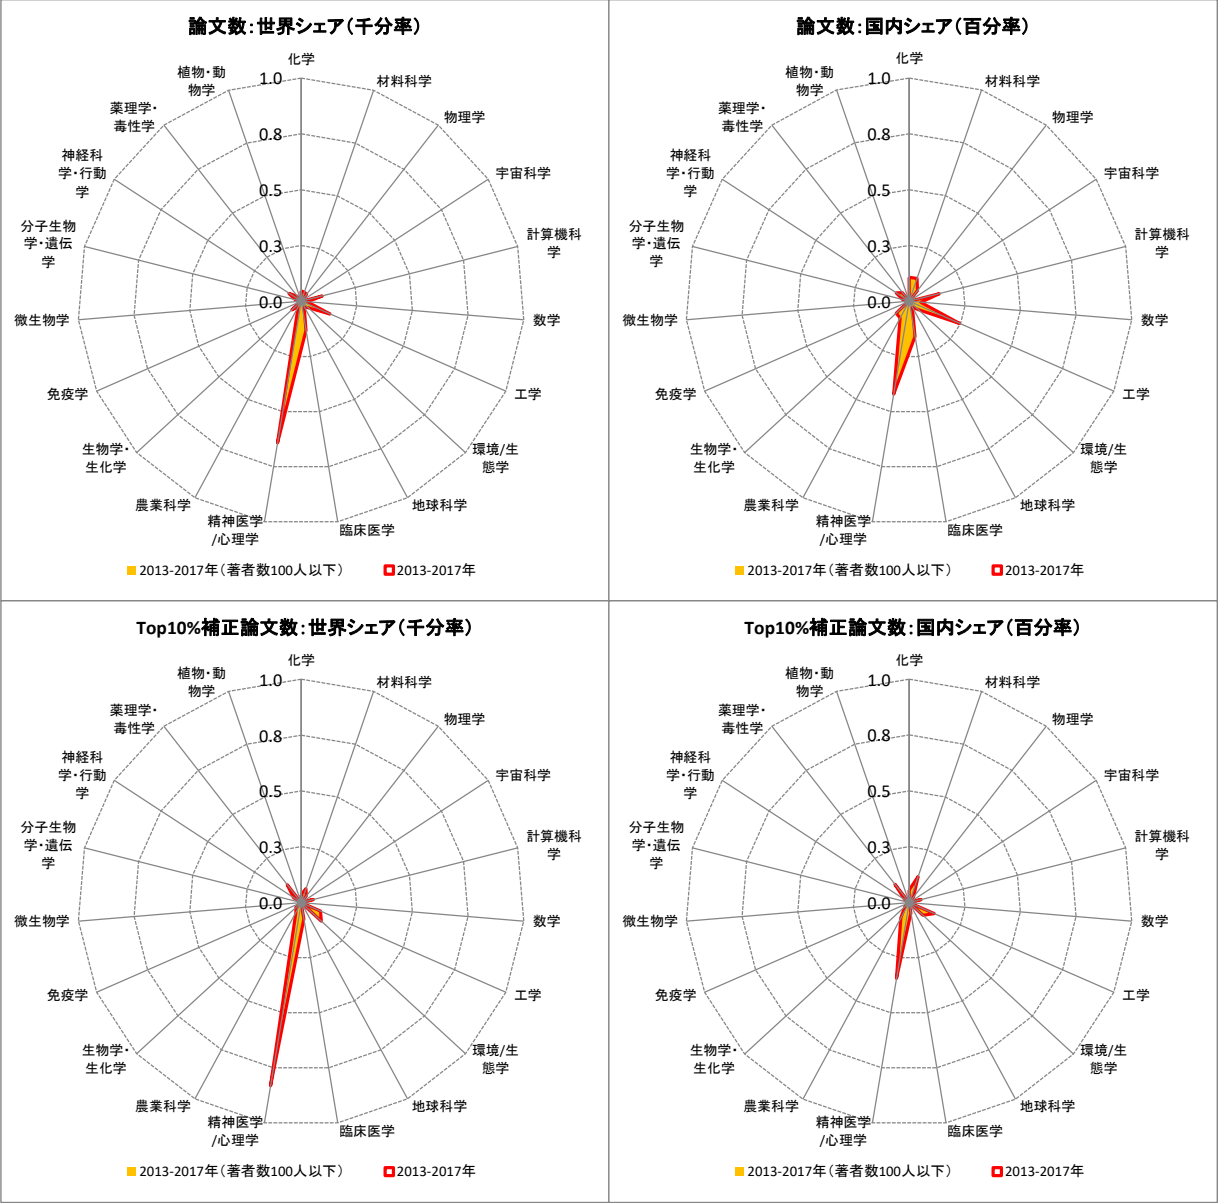 論文数：世界シェア（千分率）
化学
材料科学
物理学
宇宙科学
計算機科
学
数学
工学
環境/生
態学
地球科学
臨床医学
精神医学
/心理学
農業科学
生物学・
生化学
免疫学
微生物学
分子生物
学・遺伝
学
神経科
学・行動
学
薬理学・
毒性学
植物・動
物学
1.0
0.8
0.5
0.3
0.0
2013-2017年（著者数100人以下）
2013-2017年
論文数：国内シェア（百分率）
化学
材料科学
物理学
宇宙科学
計算機科
学
数学
工学
環境/生
態学
地球科学
臨床医学
精神医学
/心理学
農業科学
生物学・
生化学
免疫学
微生物学
分子生物
学・遺伝
学
神経科
学・行動
学
薬理学・
毒性学
植物・動
物学
1.0
0.8
0.5
0.3
0.0
2013-2017年（著者数100人以下）
2013-2017年
Top10%補正論文数：世界シェア（千分率）
化学
材料科学
物理学
宇宙科学
計算機科
学
数学
工学
環境/生
態学
地球科学
臨床医学
精神医学
/心理学
農業科学
生物学・
生化学
免疫学
微生物学
分子生物
学・遺伝
学
神経科
学・行動
学
薬理学・
毒性学
植物・動
物学
1.0
0.8
0.5
0.3
0.0
2013-2017年（著者数100人以下）
2013-2017年
Top10%補正論文数：国内シェア（百分率）
化学
材料科学
物理学
宇宙科学
計算機科
学
数学
工学
環境/生
態学
地球科学
臨床医学
精神医学
/心理学
農業科学
生物学・
生化学
免疫学
微生物学
分子生物
学・遺伝
学
神経科
学・行動
学
薬理学・
毒性学
植物・動
物学
1.0
0.8
0.5
0.3
0.0
2013-2017年（著者数100人以下）
2013-2017年